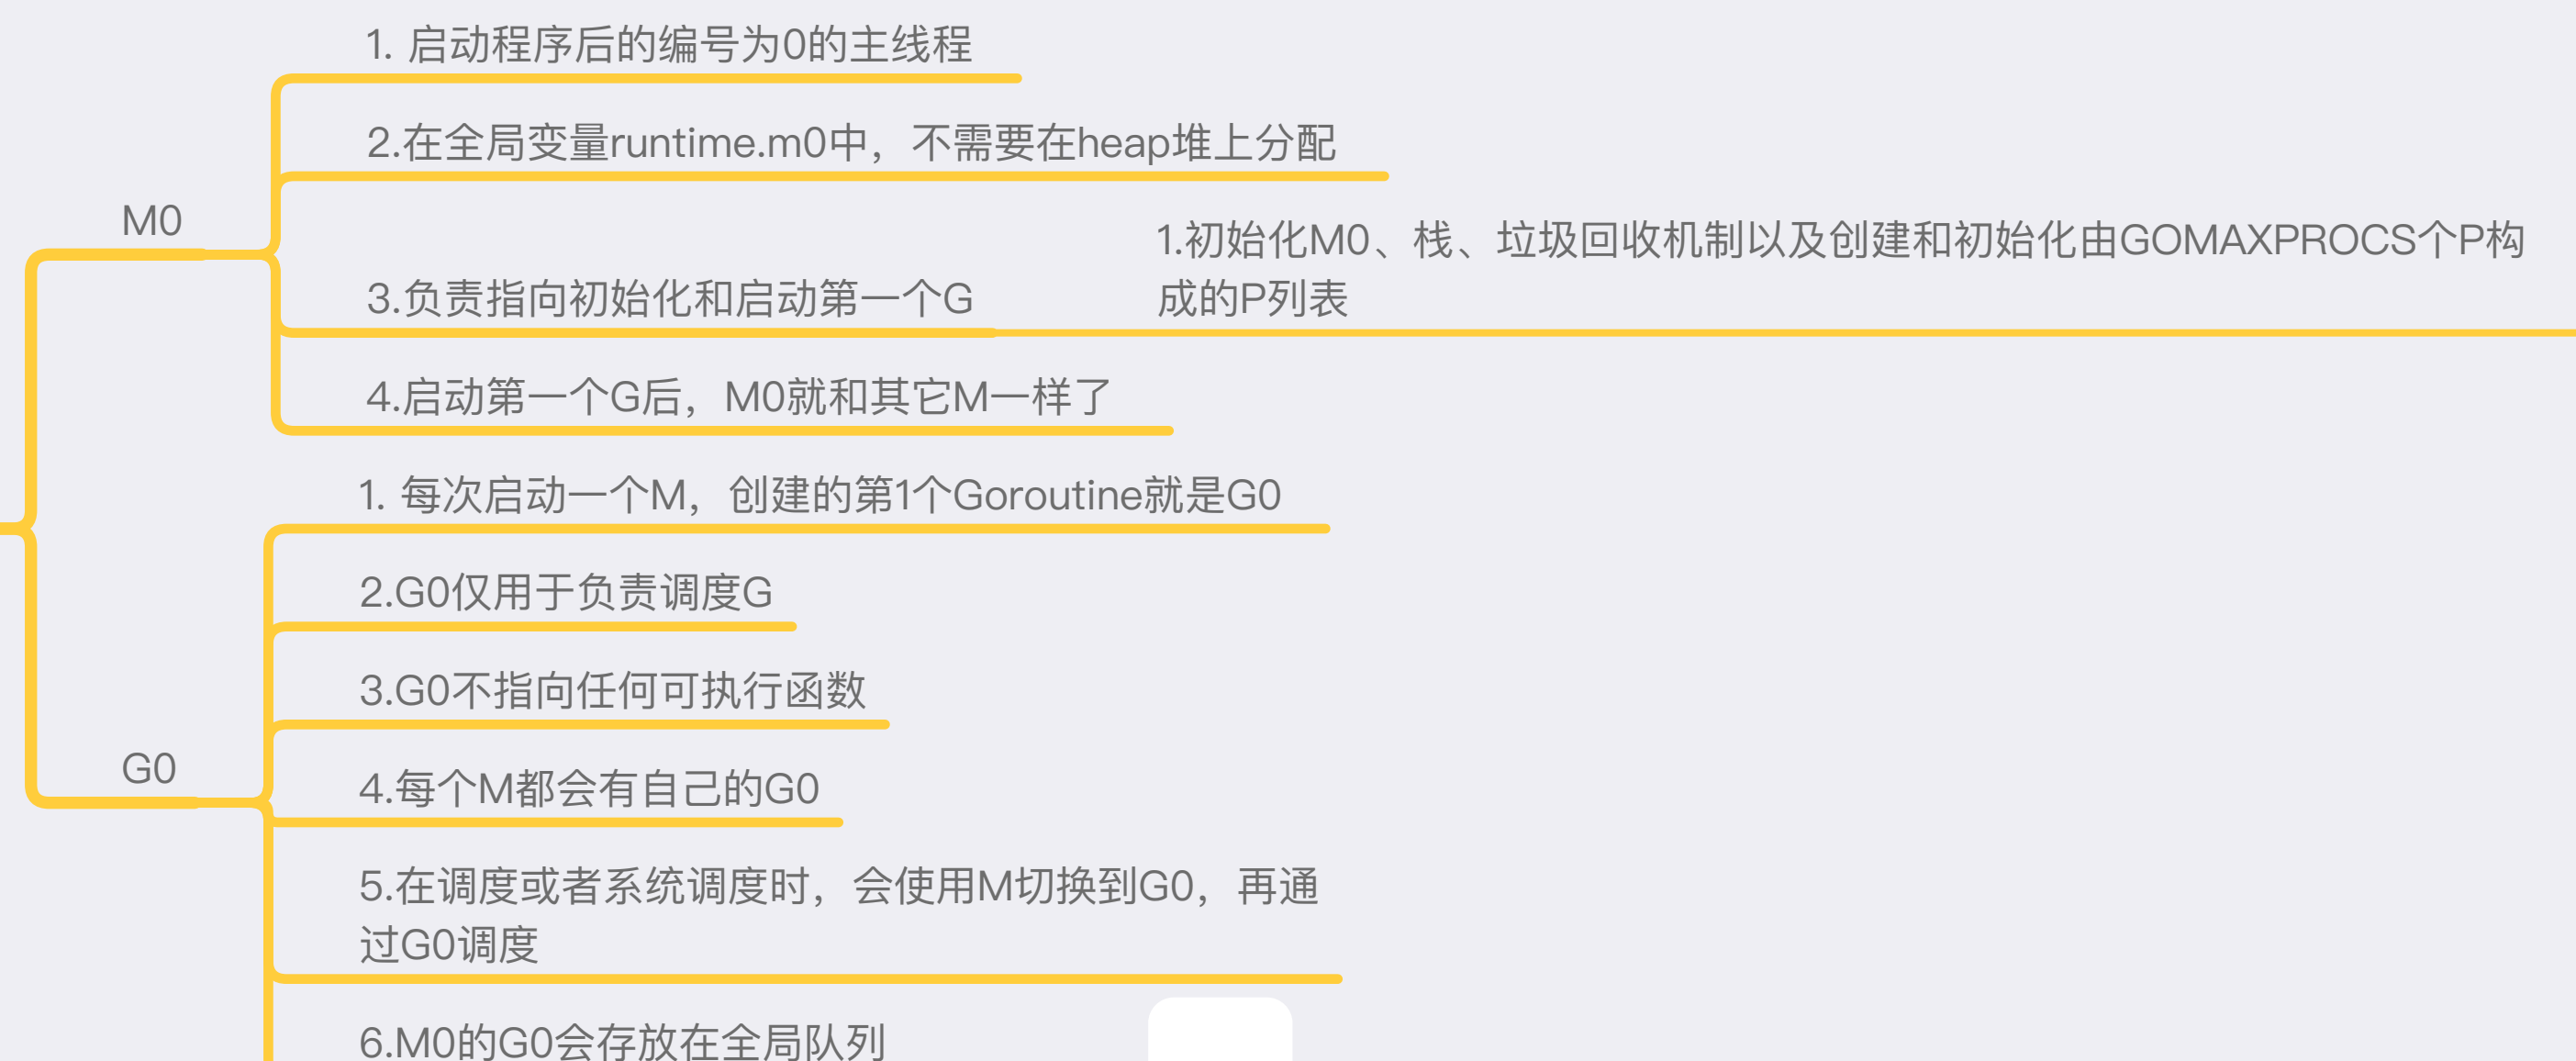 M0
1. 启动程序后的编号为0的主线程
2.在全局变量runtime.m0中，不需要在heap堆上分配
3.负责指向初始化和启动第一个G
1.初始化M0、栈、垃圾回收机制以及创建和初始化由GOMAXPROCS个P构
成的P列表
4.启动第一个G后，M0就和其它M一样了
G0
1. 每次启动一个M，创建的第1个Goroutine就是G0
2.G0仅用于负责调度G
3.G0不指向任何可执行函数
4.每个M都会有自己的G0
5.在调度或者系统调度时，会使用M切换到G0，再通
过G0调度
6.M0的G0会存放在全局队列